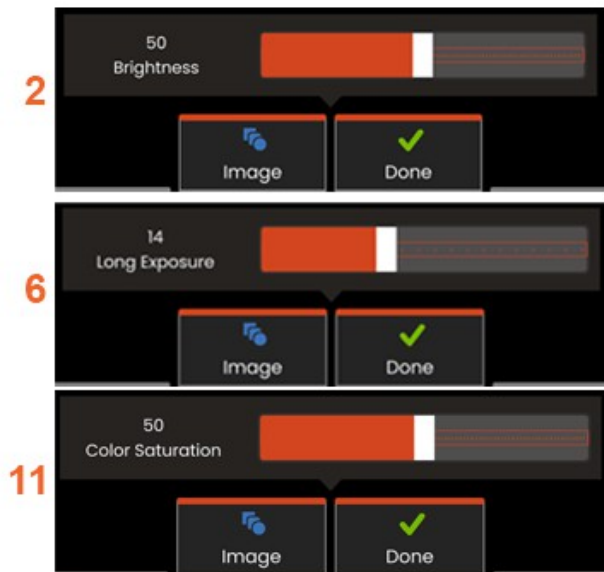 50
Brightness
2
Image Done
14
Long Exposure
6
Image Done
50
Color Saturation
11
Image Done